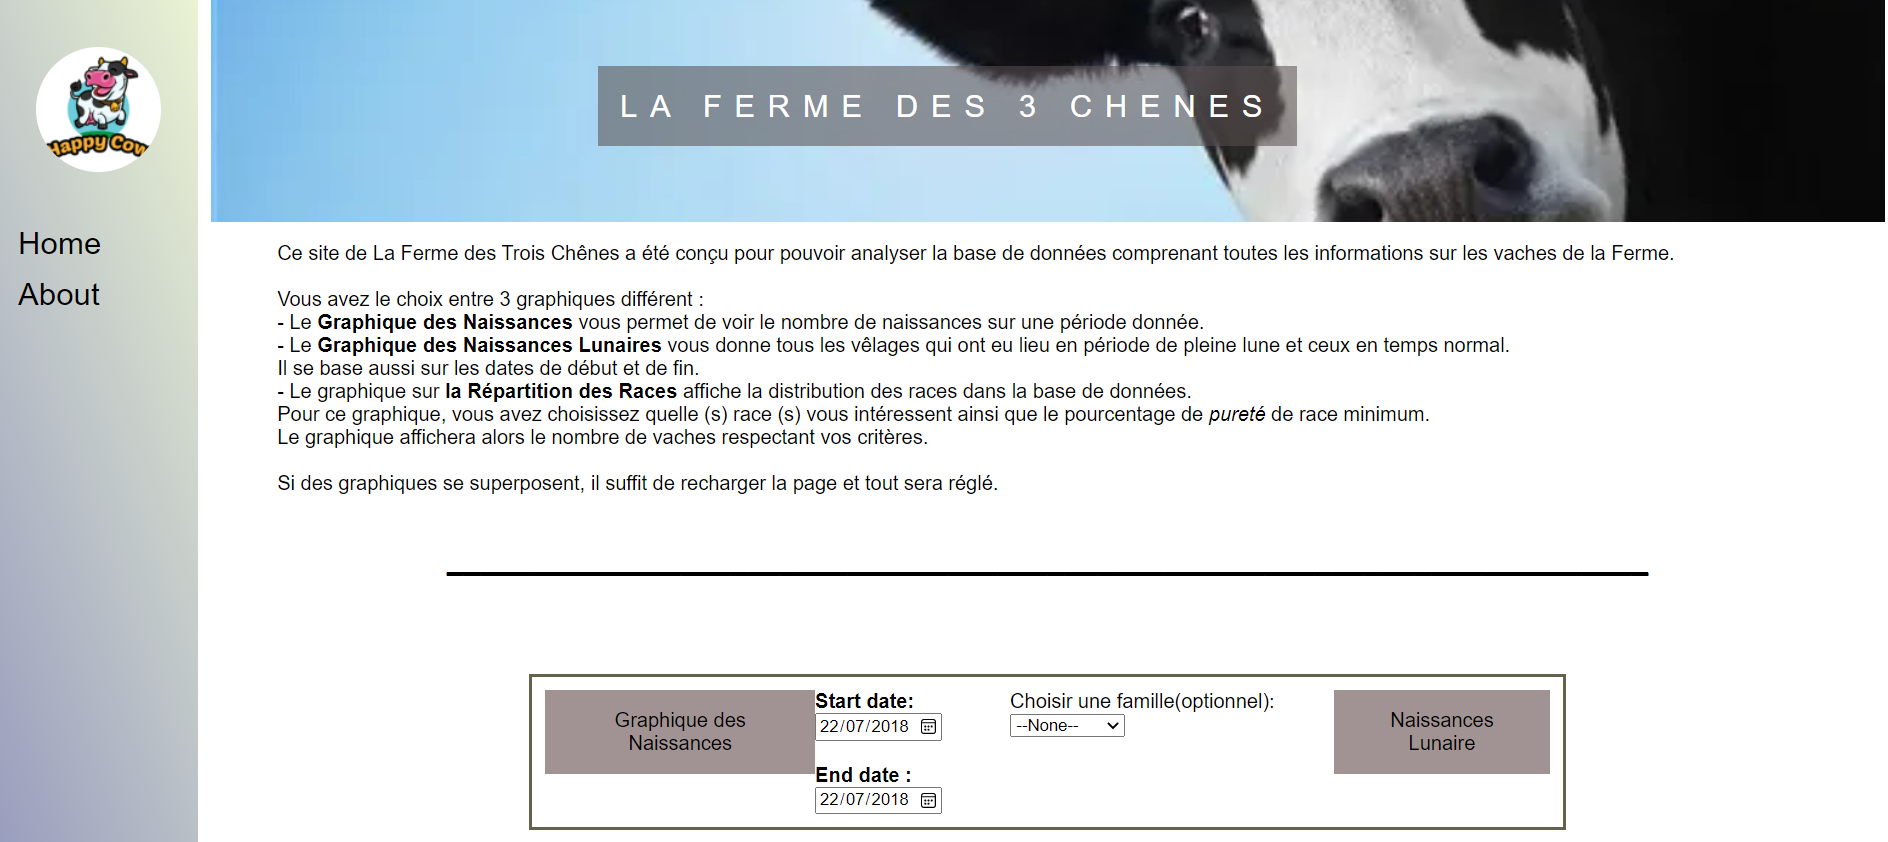 Happy Cow
Home
About
LA FERME DES 3 CHENES
Ce site de La Ferme des Trois Chênes a été conçu pour pouvoir analyser la base de données comprenant toutes les informations sur les vaches de la Ferme.
Vous avez le choix entre 3 graphiques différent :
- Le Graphique des Naissances vous permet de voir le nombre de naissances sur une période donnée.
- Le Graphique des Naissances Lunaires vous donne tous les vêlages qui ont eu lieu en période de pleine lune et ceux en temps normal.
Il se base aussi sur les dates de début et de fin.
- Le graphique sur la Répartition des Races affiche la distribution des races dans la base de données.
Pour ce graphique, vous avez choisissez quelle (s) race (s) vous intéressent ainsi que le pourcentage de pureté de race minimum.
Le graphique affichera alors le nombre de vaches respectant vos critères.
Si des graphiques se superposent, il suffit de recharger la page et tout sera réglé.
Graphique des
Naissances
Start date:
22/07/2018
End date :
22/07/2018
Choisir une famille(optionnel):
--None--
Naissances
Lunaire